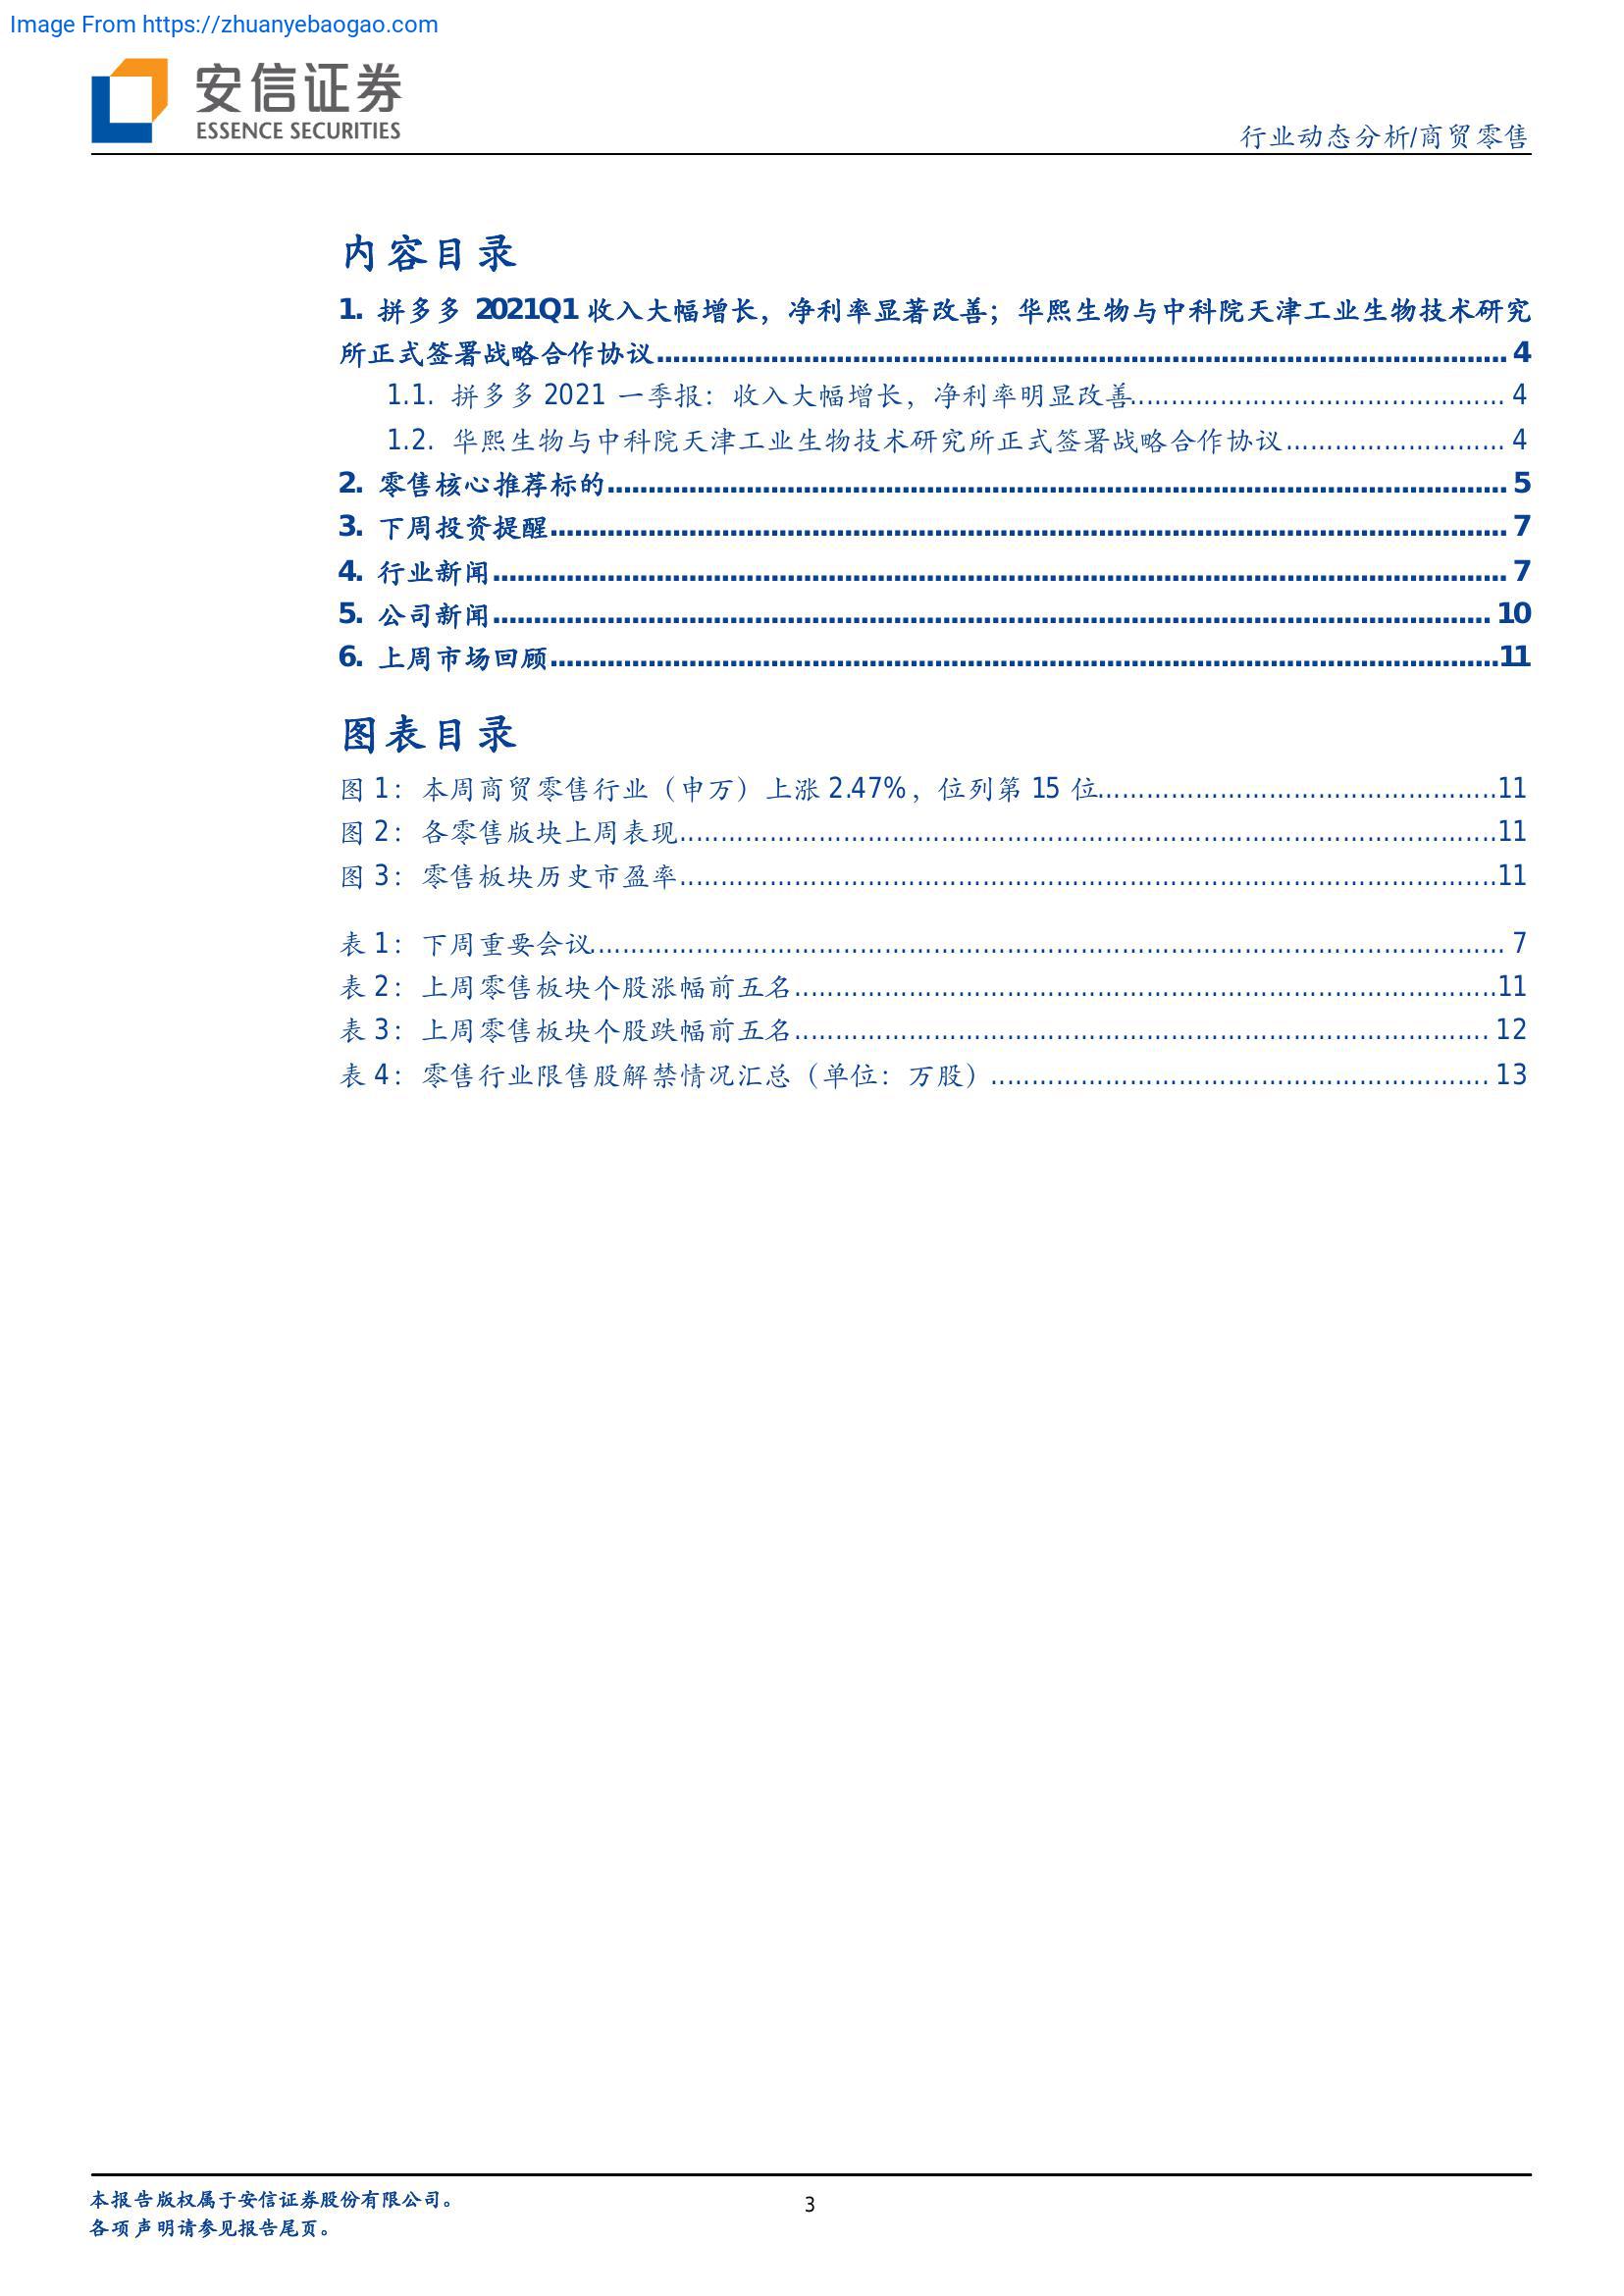 Image From https://zhuanyebaogao.com
安信证券
ESSENCE SECURITIES
行业动态分析/商贸零售
内容目录
1. 拼多多 2021Q1 收入大幅增长，净利率显著改善；华熙生物与中科院天津工业生物技术研究
所正式签署战略合作协议 4
1.1. 拼多多 2021 一季报：收入大幅增长，净利率明显改善 4
1.2. 华熙生物与中科院天津工业生物技术研究所正式签署战略合作协议 4
2. 零售核心推荐标的 5
3. 下周投资提醒 7
4. 行业新闻 7
5. 公司新闻 10
6. 上周市场回顾 11
图表目录
图 1：本周商贸零售行业（申万）上涨 2.47%，位列第 15 位 11
图 2：各零售版块上周表现 11
图 3：零售板块历史市盈率 11
表 1：下周重要会议 7
表 2：上周零售板块个股涨幅前五名 11
表 3：上周零售板块个股跌幅前五名 12
表 4：零售行业限售股解禁情况汇总（单位：万股） 13
本报告版权属于安信证券股份有限公司。
各项声明请参见报告尾页。
3